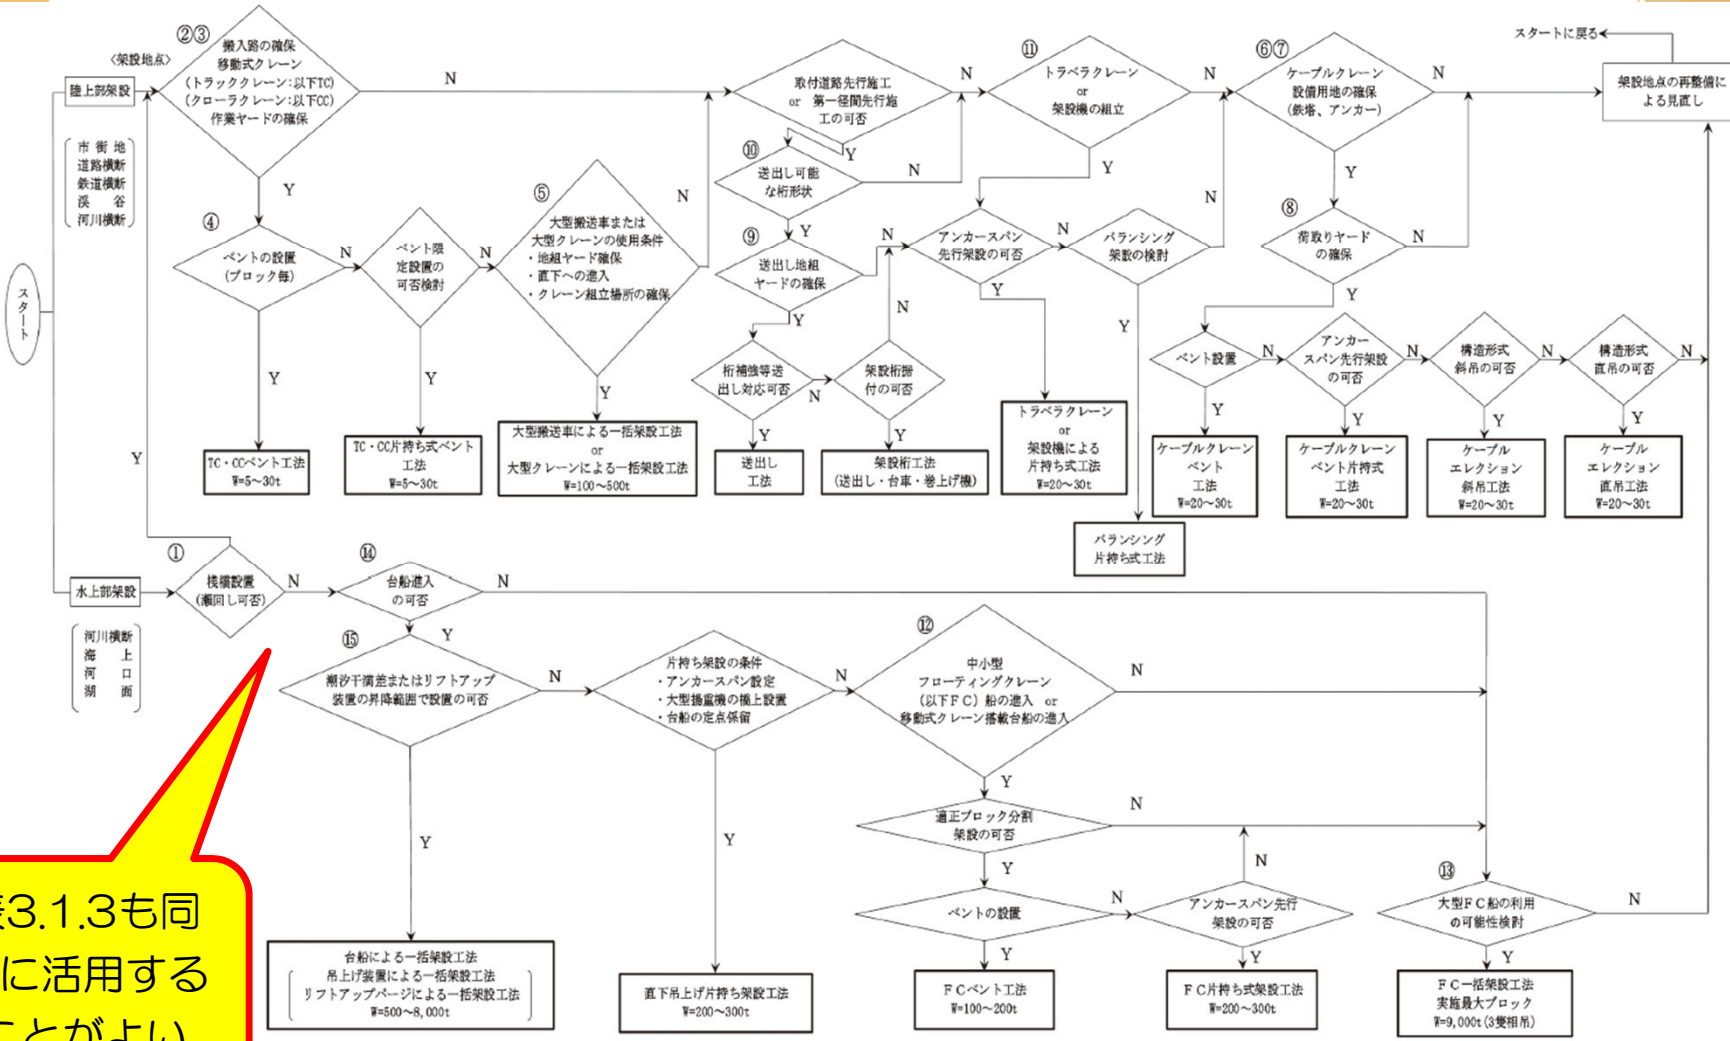 スタート
〈架設地点〉
陸上部架設
市 街 地
道路横断
鉄道横断
渓　　谷
河川横断
②③
搬入路の確保
移動式クレーン
(トラッククレーン：以下TC)
(クローラクレーン：以下CC)
作業ヤードの確保
N
Y
④
ベントの設置
(ブロック毎)
N
Y
ベント限
定設置の
可否検討
N
Y
⑤
大型搬送車または
大型クレーンの使用条件
・地組ヤード確保
・直下への進入
・クレーン組立場所の確保
N
Y
TC・CCベント工法
W=5～30t
TC・CC片持ち式ベント
工法
W=5～30t
大型搬送車による一括架設工法
or
大型クレーンによる一括架設工法
W=100～500t
取付道路先行施工
or 第一径間先行施
工の可否
N
Y
⑩
送出し可能
な桁形状
N
Y
⑨
送出し地組
ヤードの確保
N
Y
桁補強等送
出し対応可否
N
Y
架設桁据
付の可否
N
Y
送出し
工法
架設桁工法
(送出し・台車・巻上げ機)
⑪
トラベラクレーン
or
架設機の組立
N
Y
アンカースパン
先行架設の可否
N
Y
バランシング
架設の検討
N
Y
トラベラクレーン
or
架設機による
片持ち式工法
W=20～30t
バランシング
片持ち式工法
⑥⑦
ケーブルクレーン
設備用地の確保
(鉄塔、アンカー)
N
Y
⑧
荷取りヤード
の確保
N
Y
ベント設置
N
Y
アンカー
スパン先行架設
の可否
N
Y
構造形式
斜吊の可否
N
Y
構造形式
直吊の可否
N
Y
ケーブルクレーン
ベント
工法
W=20～30t
ケーブルクレーン
ベント片持式
工法
W=20～30t
ケーブル
エレクション
斜吊工法
W=20～30t
ケーブル
エレクション
直吊工法
W=20～30t
スタートに戻る
架設地点の再整備に
よる見直し
水上部架設
河川横断
海　　上
河　　口
湖　　面
①
桟橋設置
(瀬回し可否)
Y
N
⑭
台船進入
の可否
N
Y
⑮
潮汐干満差またはリフトアップ
装置の昇降範囲で設置の可否
N
Y
片持ち架設の条件
・アンカースパン設定
・大型揚重機の橋上設置
・台船の定点係留
N
Y
⑫
中小型
フローティングクレーン
(以下ＦＣ) 船の進入 or
移動式クレーン搭載台船の進入
N
Y
適正ブロック分割
架設の可否
N
Y
ベントの設置
N
Y
アンカースパン先行
架設の可否
N
Y
⑬
大型ＦＣ船の利用
の可能性検討
N
Y
台船による一括架設工法
吊上げ装置による一括架設工法
リフトアップページによる一括架設工法
W=500～8,000t
直下吊上げ片持ち架設工法
W=200～300t
ＦＣベント工法
W=100～200t
ＦＣ片持ち式架設工法
W=200～300t
ＦＣ一括架設工法
実施最大ブロック
W=9,000t(3隻相吊)
表3.1.3も同
に活用する
ことがよい